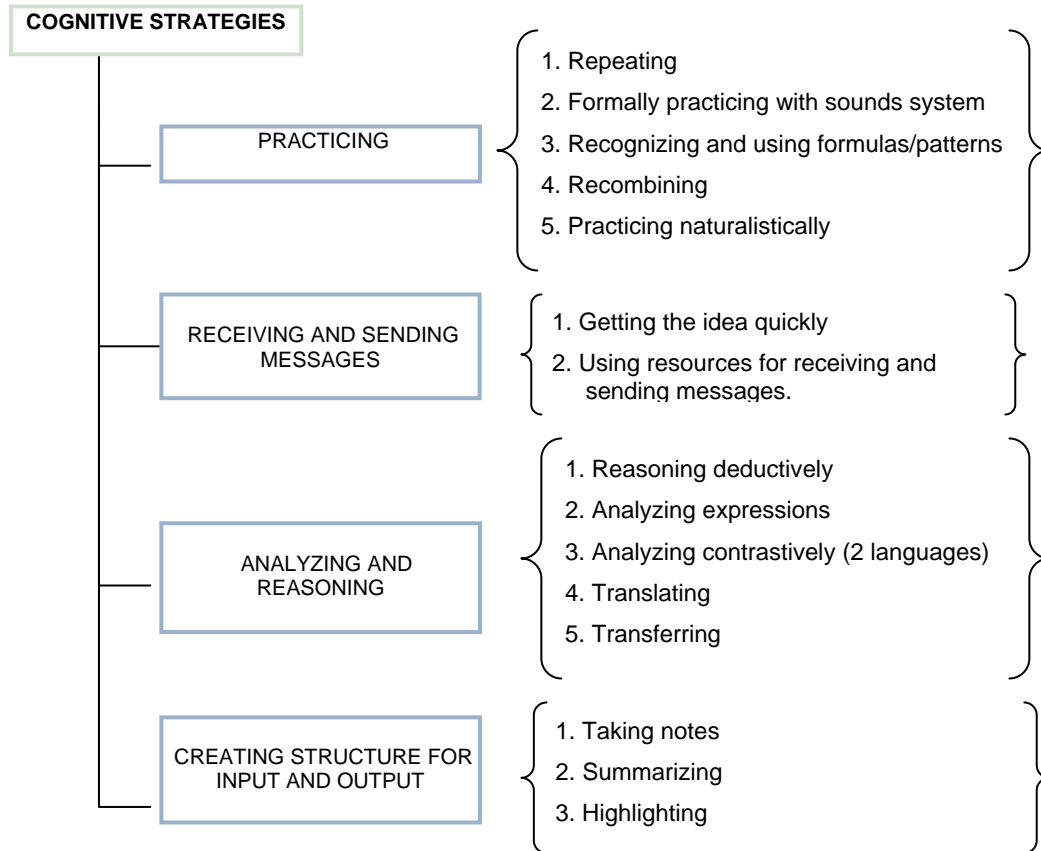 COGNITIVE STRATEGIES
PRACTICING
1. Repeating
2. Formally practicing with sounds system
3. Recognizing and using formulas/patterns
4. Recombining
5. Practicing naturalistically
RECEIVING AND SENDING
MESSAGES
1. Getting the idea quickly
2. Using resources for receiving and
sending messages.
ANALYZING AND
REASONING
1. Reasoning deductively
2. Analyzing expressions
3. Analyzing contrastively (2 languages)
4. Translating
5. Transferring
CREATING STRUCTURE FOR
INPUT AND OUTPUT
1. Taking notes
2. Summarizing
3. Highlighting